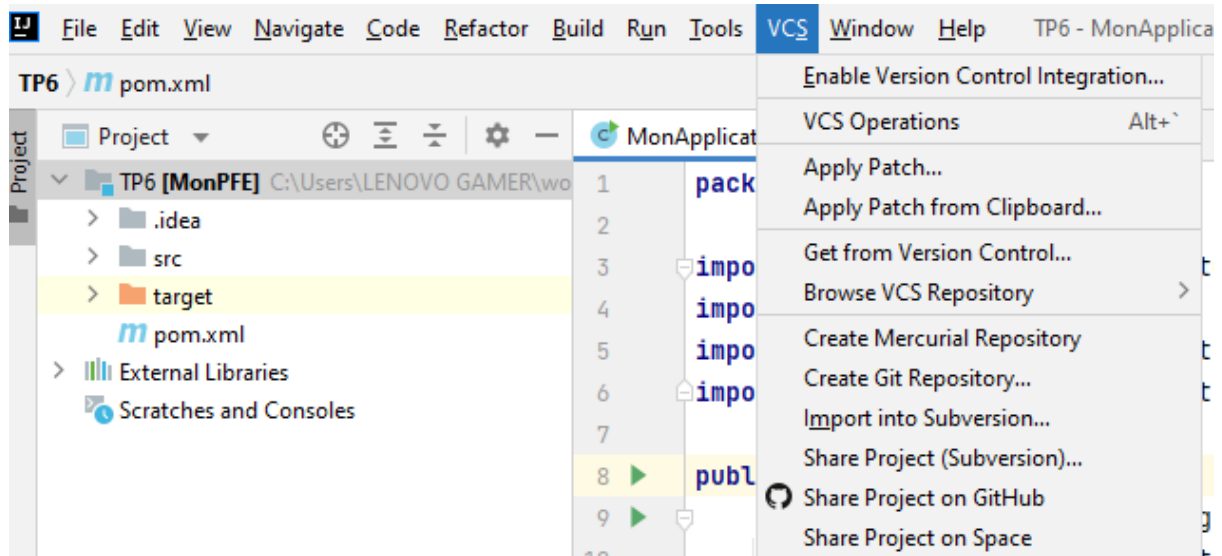 File Edit View Navigate Code Refactor Build Run Tools VCS Window Help TP6 - MonApplica
TP6 pom.xml
Project
Project
MonApplicat
TP6 [MonPFE] C:\Users\LENOVO GAMER\wo
.idea
src
target
pom.xml
External Libraries
Scratches and Consoles
1 pack
2
3 impo
4 impo
5 impo
6 impo
7
8 publ
9
Enable Version Control Integration...
VCS Operations Alt+`
Apply Patch...
Apply Patch from Clipboard...
Get from Version Control...
Browse VCS Repository
Create Mercurial Repository
Create Git Repository...
Import into Subversion...
Share Project (Subversion)...
Share Project on GitHub
Share Project on Space